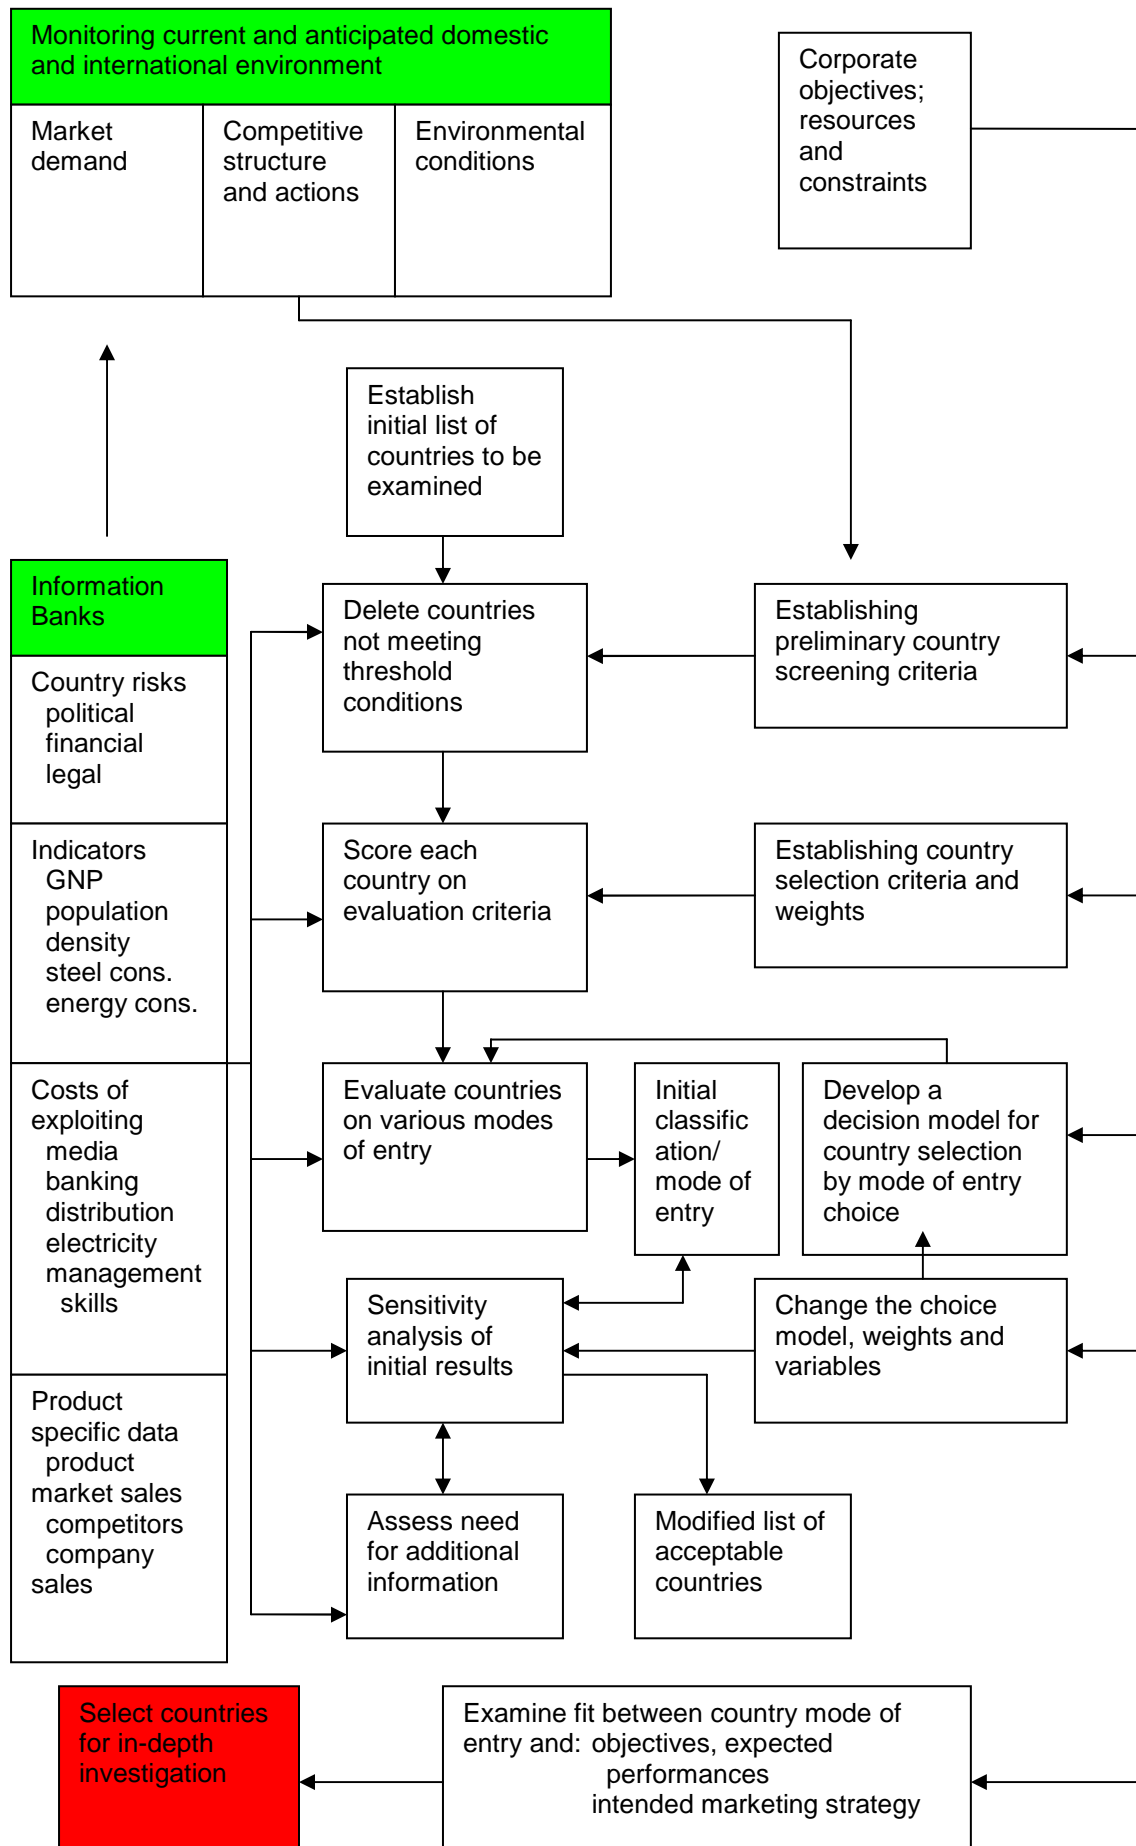 Monitoring current and anticipated domestic
and international environment
Market
demand
Competitive
structure
and actions
Environmental
conditions
Corporate
objectives;
resources
and
constraints
Establish
initial list of
countries to be
examined
Information
Banks
Country risks
political
financial
legal
Indicators
GNP
population
density
steel cons.
energy cons.
Costs of
exploiting
media
banking
distribution
electricity
management
skills
Product
specific data
product
market sales
competitors
company
sales
Delete countries
not meeting
threshold
conditions
Establishing
preliminary country
screening criteria
Score each
country on
evaluation criteria
Establishing country
selection criteria and
weights
Evaluate countries
on various modes
of entry
Initial
classific
ation/
mode of
entry
Develop a
decision model for
country selection
by mode of entry
choice
Sensitivity
analysis of
initial results
Change the choice
model, weights and
variables
Assess need
for additional
information
Modified list of
acceptable
countries
Select countries
for in-depth
investigation
Examine fit between country mode of
entry and: objectives, expected
performances
intended marketing strategy